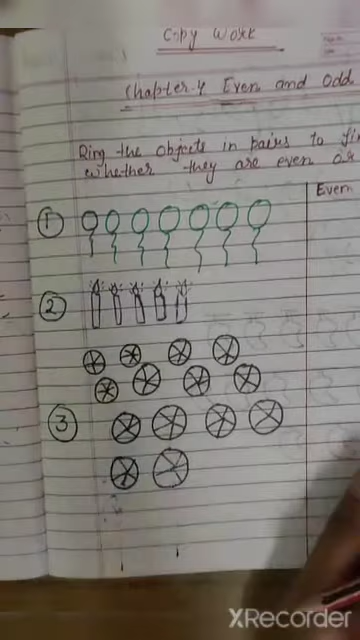 Copy Work
Chapter-4 Even and Odd
Ring the objects in pairs to
whether they are even
Even
①
②
③
XRecorder